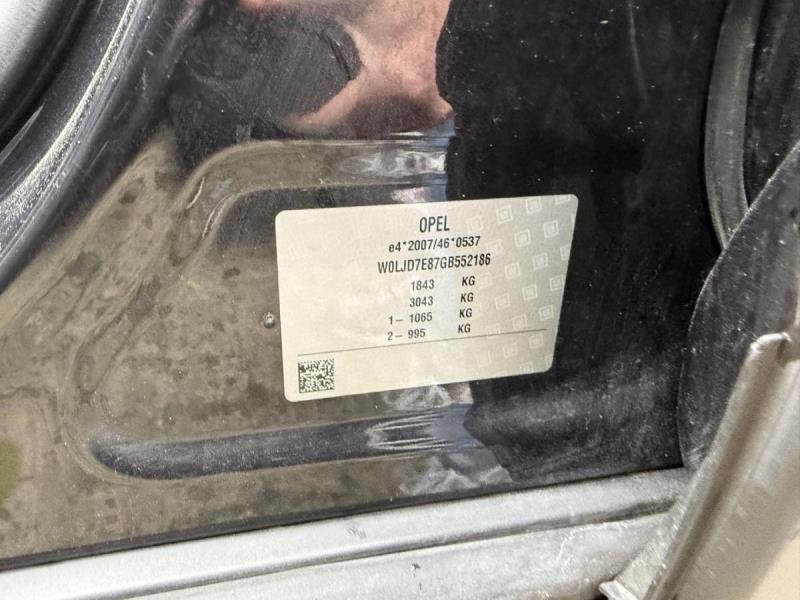 OPEL
e4*2007/46*0537
W0LJD7E87GB552186
1843 KG
3043 KG
1- 1065 KG
2- 995 KG